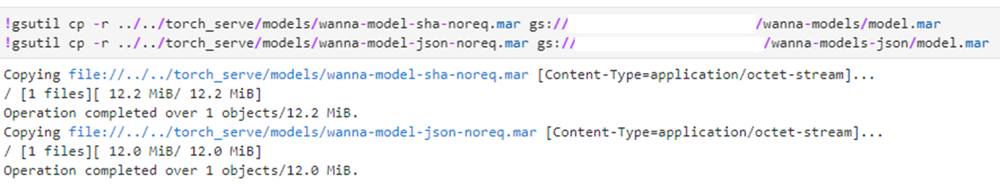 !gsutil cp -r ../../torch_serve/models/wanna-model-sha-noreq.mar gs:// /wanna-models/model.mar
!gsutil cp -r ../../torch_serve/models/wanna-model-json-noreq.mar gs:// /wanna-models-json/model.mar
Copying file://../../torch_serve/models/wanna-model-sha-noreq.mar [Content-Type=application/octet-stream]...
/ [1 files][ 12.2 MiB/ 12.2 MiB]
Operation completed over 1 objects/12.2 MiB.
Copying file://../../torch_serve/models/wanna-model-json-noreq.mar [Content-Type=application/octet-stream]...
/ [1 files][ 12.0 MiB/ 12.0 MiB]
Operation completed over 1 objects/12.0 MiB.